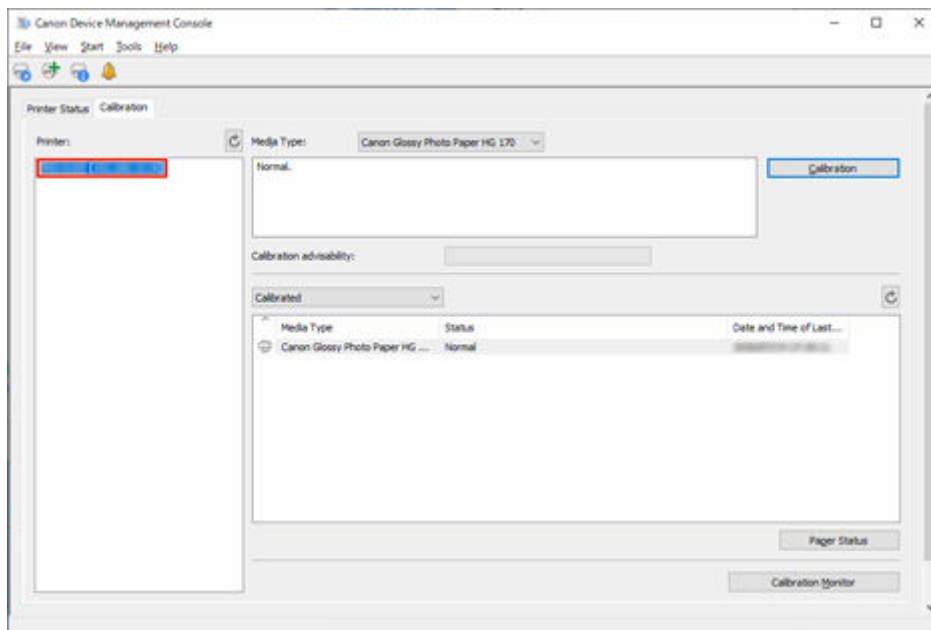 Canon Device Management Console
File View Start Tools Help
Printer Status Calibration
Printer: Media Type: Canon Glossy Photo Paper HG 170
Normal.
Calibration
Calibration advisability:
Calibrated
Media Type Status Date and Time of Last...
Canon Glossy Photo Paper HG ... Normal
Paper Status
Calibration Monitor